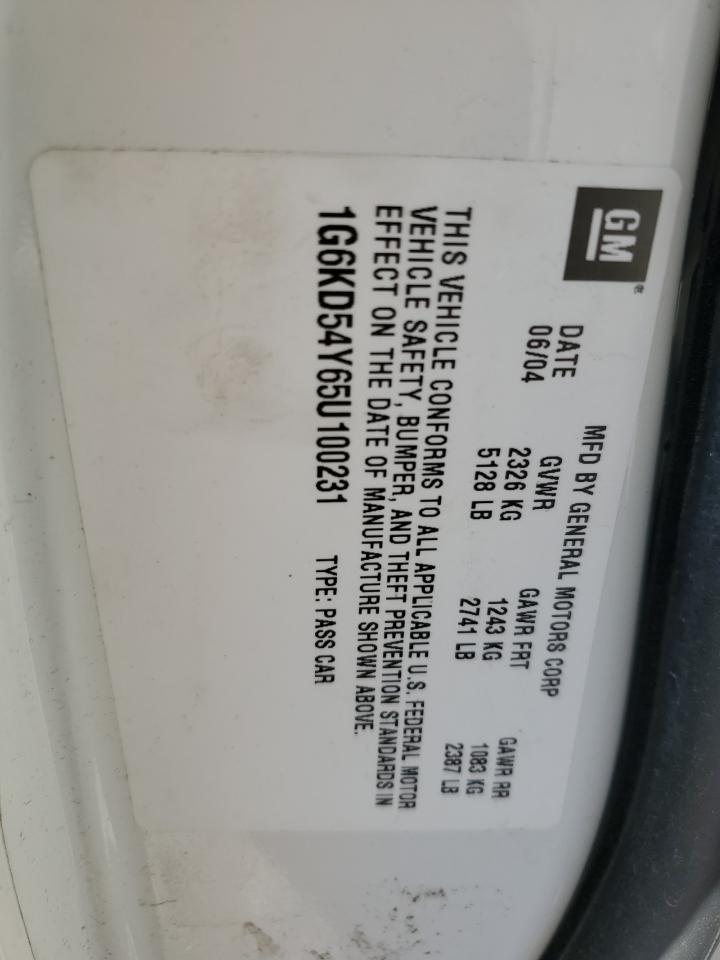 GM®
MFD BY GENERAL MOTORS CORP
DATE GVWR GAWR FRT GAWR RR
06/04 2326 KG 1243 KG 1083 KG
5128 LB 2741 LB 2387 LB
THIS VEHICLE CONFORMS TO ALL APPLICABLE U.S. FEDERAL MOTOR
VEHICLE SAFETY, BUMPER, AND THEFT PREVENTION STANDARDS IN
EFFECT ON THE DATE OF MANUFACTURE SHOWN ABOVE.
1G6KD54Y65U100231 TYPE: PASS CAR